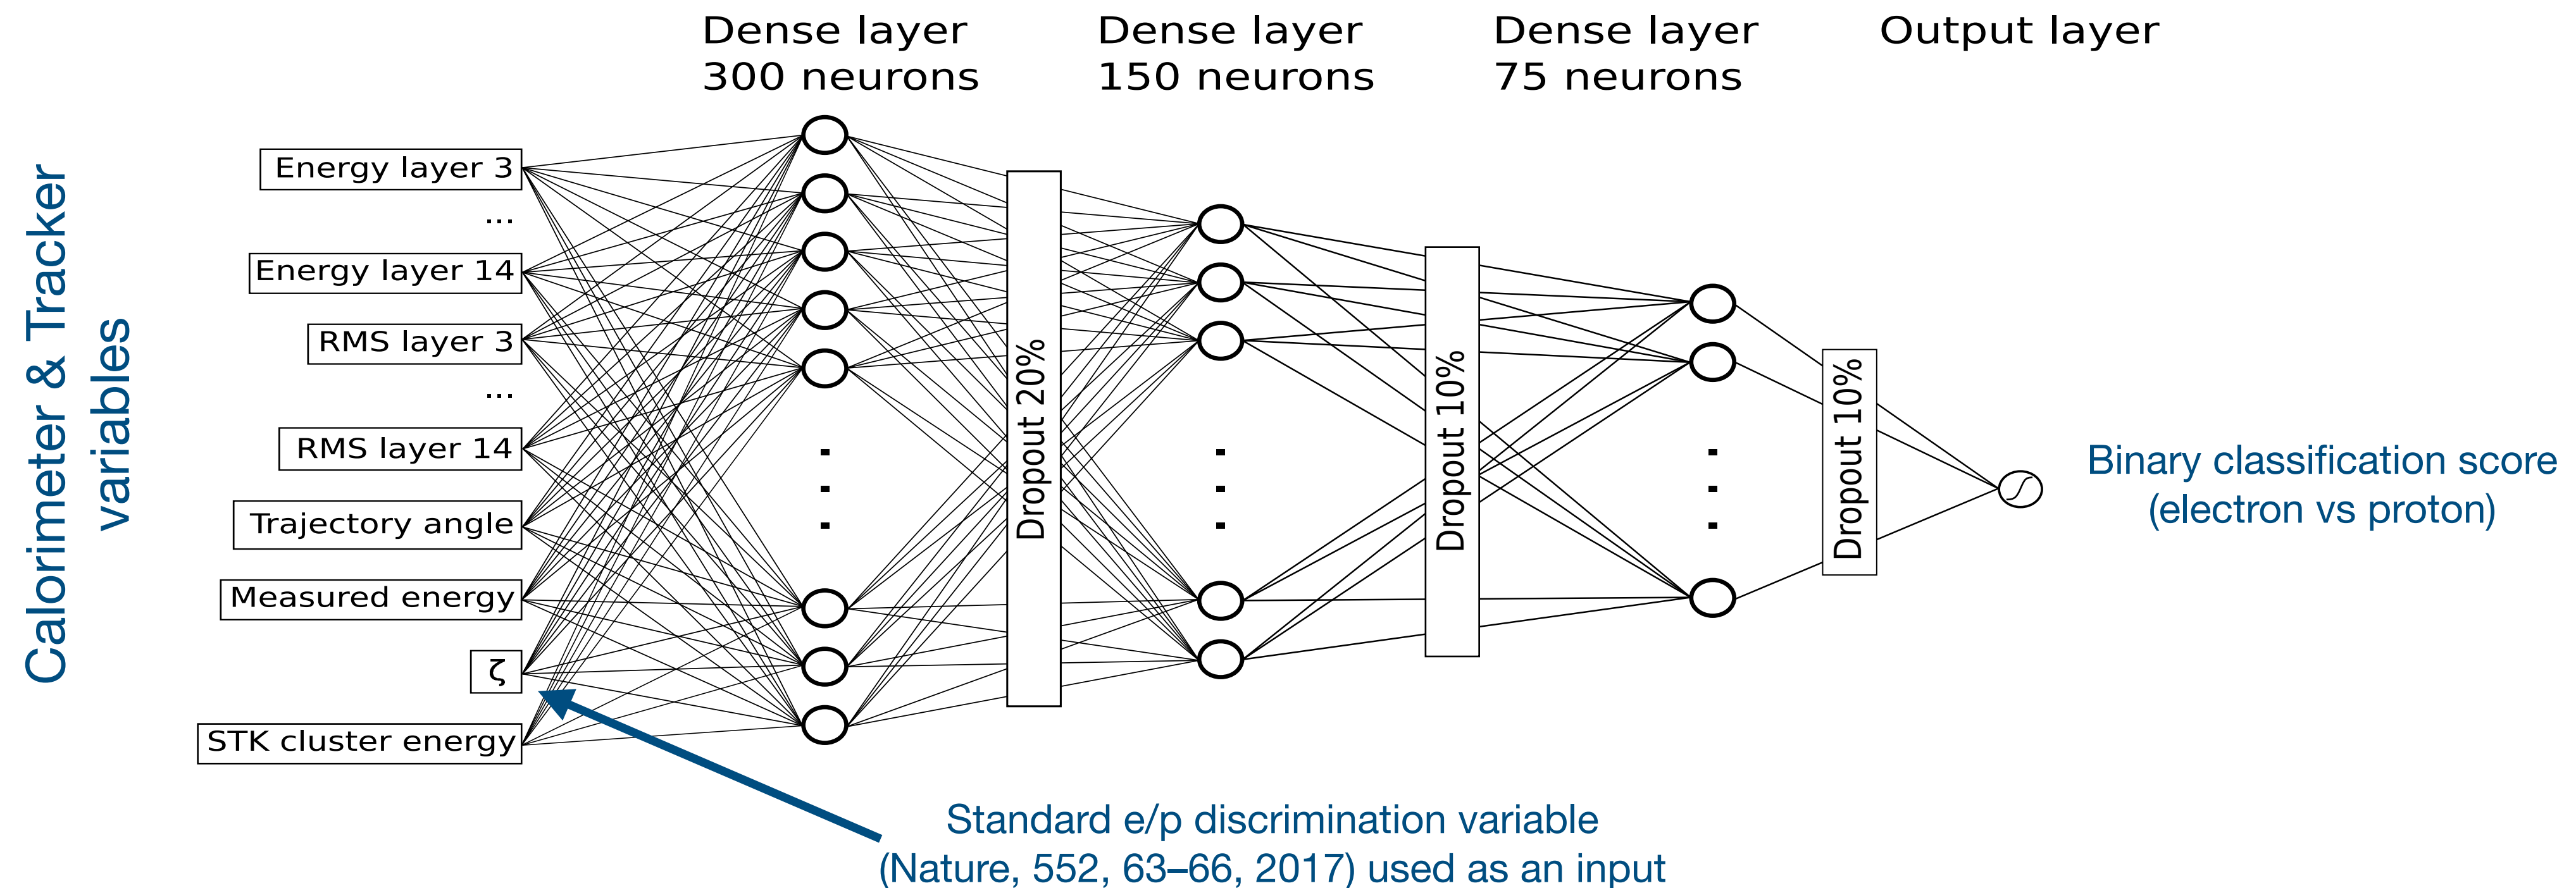 Dense layer
300 neurons
Dense layer
150 neurons
Dense layer
75 neurons
Output layer
Calorimeter & Tracker
variables
Energy layer 3
...
Energy layer 14
RMS layer 3
...
RMS layer 14
Trajectory angle
Measured energy
ζ
STK cluster energy
Dropout 20%
Dropout 10%
Dropout 10%
Binary classification score
(electron vs proton)
Standard e/p discrimination variable
(Nature, 552, 63–66, 2017) used as an input